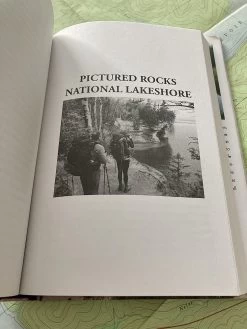 PICTURED ROCKS
NATIONAL LAKESHORE